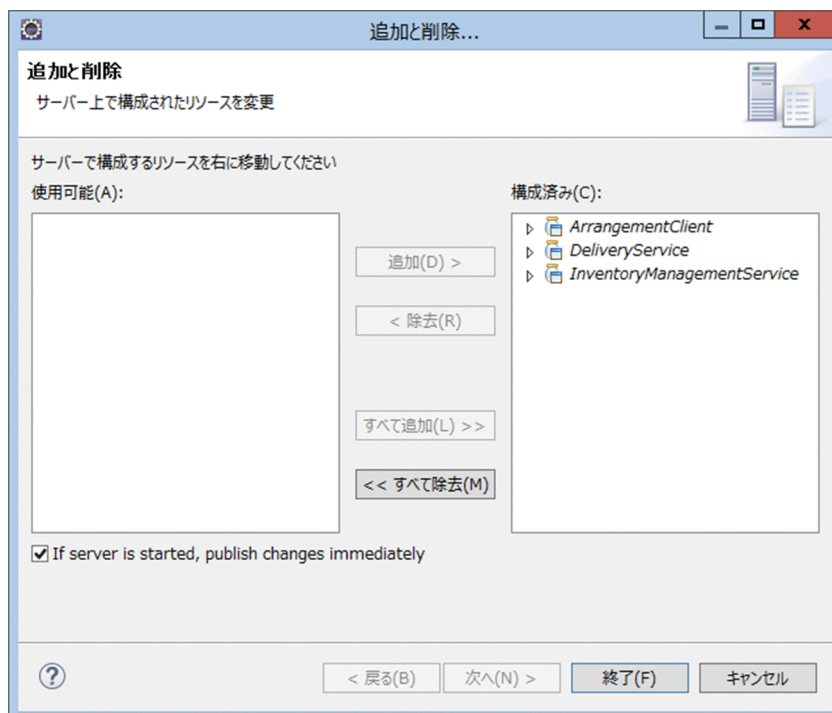 追加と削除...
追加と削除
サーバー上で構成されたリソースを変更
サーバーで構成するリソースを右に移動してください
使用可能(A):
構成済み(C):
ArrangementClient
DeliveryService
InventoryManagementService
追加(D) >
< 除去(R)
すべて追加(L) >>
<< すべて除去(M)
If server is started, publish changes immediately
?
< 戻る(B)
次へ(N) >
終了(F)
キャンセル